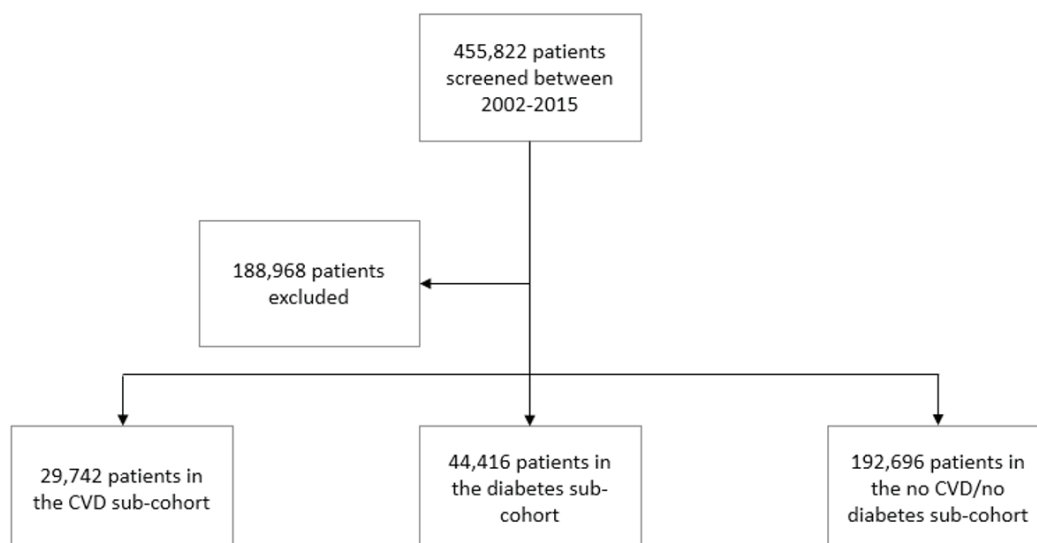 455,822 patients
screened between
2002-2015
188,968 patients
excluded
29,742 patients in
the CVD sub-cohort
44,416 patients in
the diabetes sub-
cohort
192,696 patients in
the no CVD/no
diabetes sub-cohort